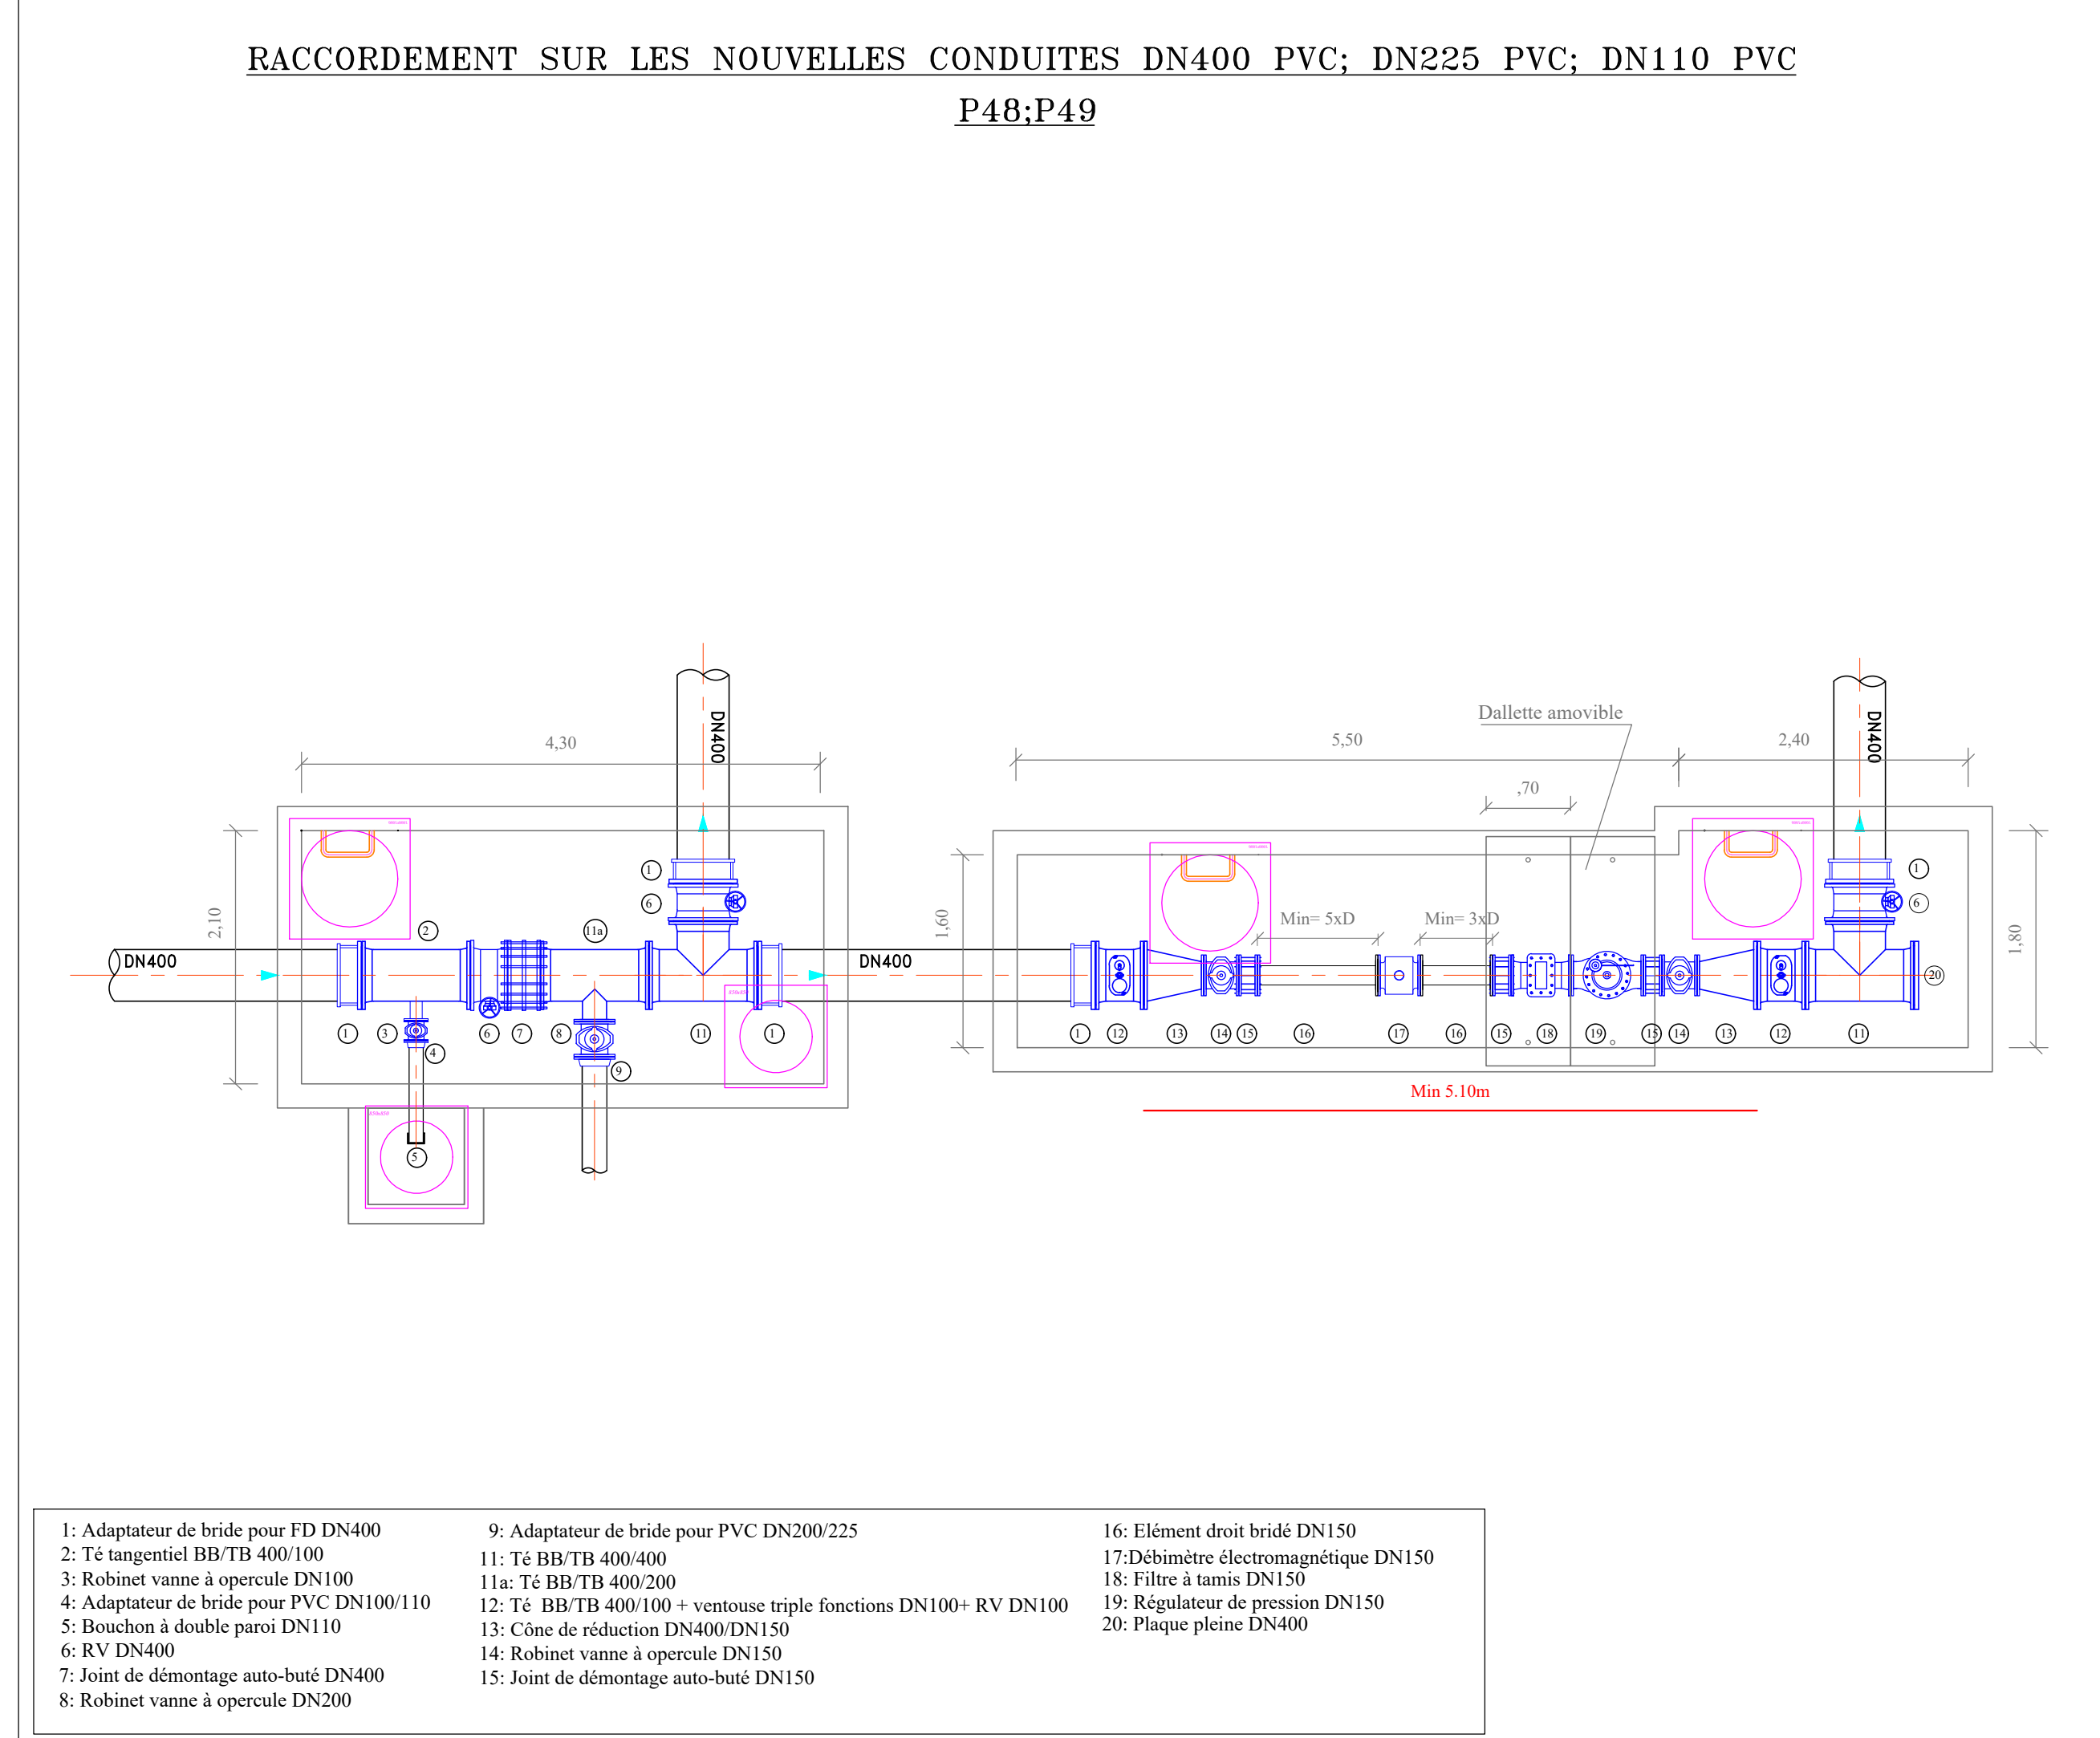 RACCORDEMENT SUR LES NOUVELLES CONDUITES DN400 PVC; DN225 PVC; DN110 PVC
P48;P49
DN400
DN400
Dallette amovible
4,30
5,50
2,40
,70
850x850
1
1
6
6
2,10
1,60
1,80
2
11a
Min= 5xD
Min= 3xD
DN400
DN400
20
850x850
1
3
4
6
7
8
9
11
1
1
12
13
14
15
16
17
16
15
18
19
15
14
13
12
11
Min 5.10m
850x850
5
1: Adaptateur de bride pour FD DN400
2: Té tangentiel BB/TB 400/100
3: Robinet vanne à opercule DN100
4: Adaptateur de bride pour PVC DN100/110
5: Bouchon à double paroi DN110
6: RV DN400
7: Joint de démontage auto-buté DN400
8: Robinet vanne à opercule DN200
9: Adaptateur de bride pour PVC DN200/225
11: Té BB/TB 400/400
11a: Té BB/TB 400/200
12: Té BB/TB 400/100 + ventouse triple fonctions DN100+ RV DN100
13: Cône de réduction DN400/DN150
14: Robinet vanne à opercule DN150
15: Joint de démontage auto-buté DN150
16: Elément droit bridé DN150
17:Débimètre électromagnétique DN150
18: Filtre à tamis DN150
19: Régulateur de pression DN150
20: Plaque pleine DN400